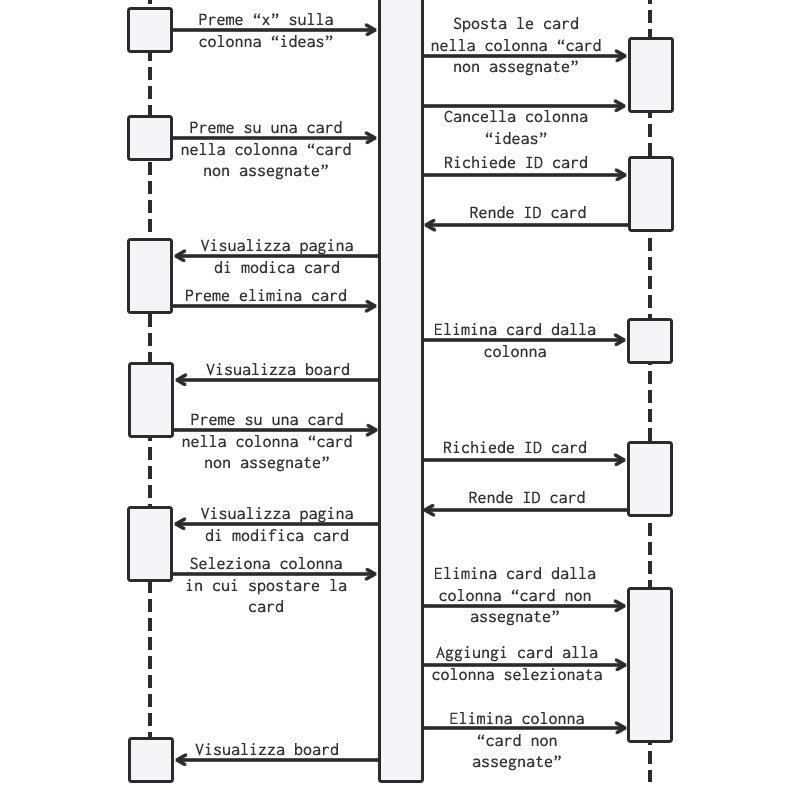 Preme “x” sulla
colonna “ideas”
Sposta le card
nella colonna “card
non assegnate”
Cancella colonna
“ideas”
Preme su una card
nella colonna “card
non assegnate”
Richiede ID card
Rende ID card
Visualizza pagina
di modica card
Preme elimina card
Elimina card dalla
colonna
Visualizza board
Preme su una card
nella colonna “card
non assegnate”
Richiede ID card
Rende ID card
Visualizza pagina
di modifica card
Seleziona colonna
in cui spostare la
card
Elimina card dalla
colonna “card non
assegnate”
Aggiungi card alla
colonna selezionata
Elimina colonna
“card non
assegnate”
Visualizza board